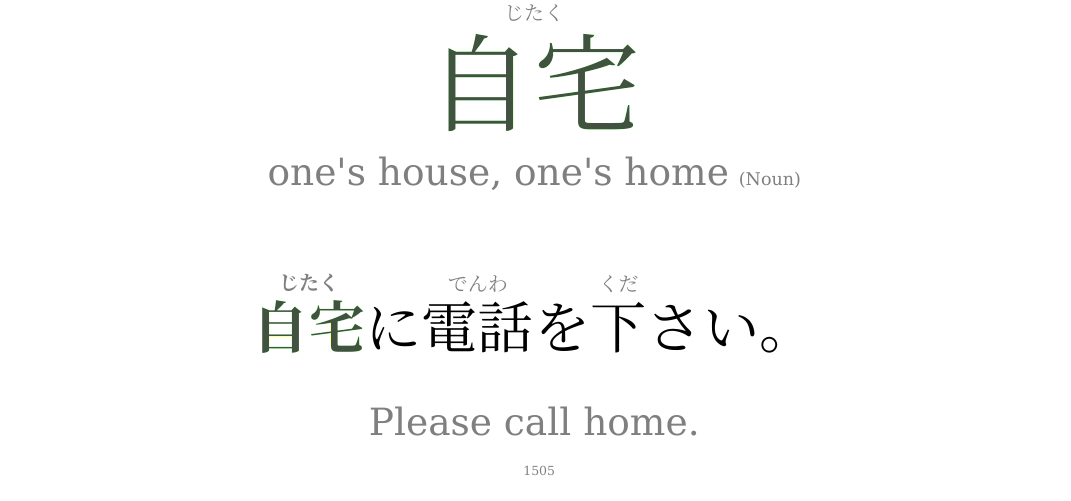 じたく
自宅
one's house, one's home (Noun)
じたく でんわ くだ
自宅に電話を下さい。
Please call home.
1505